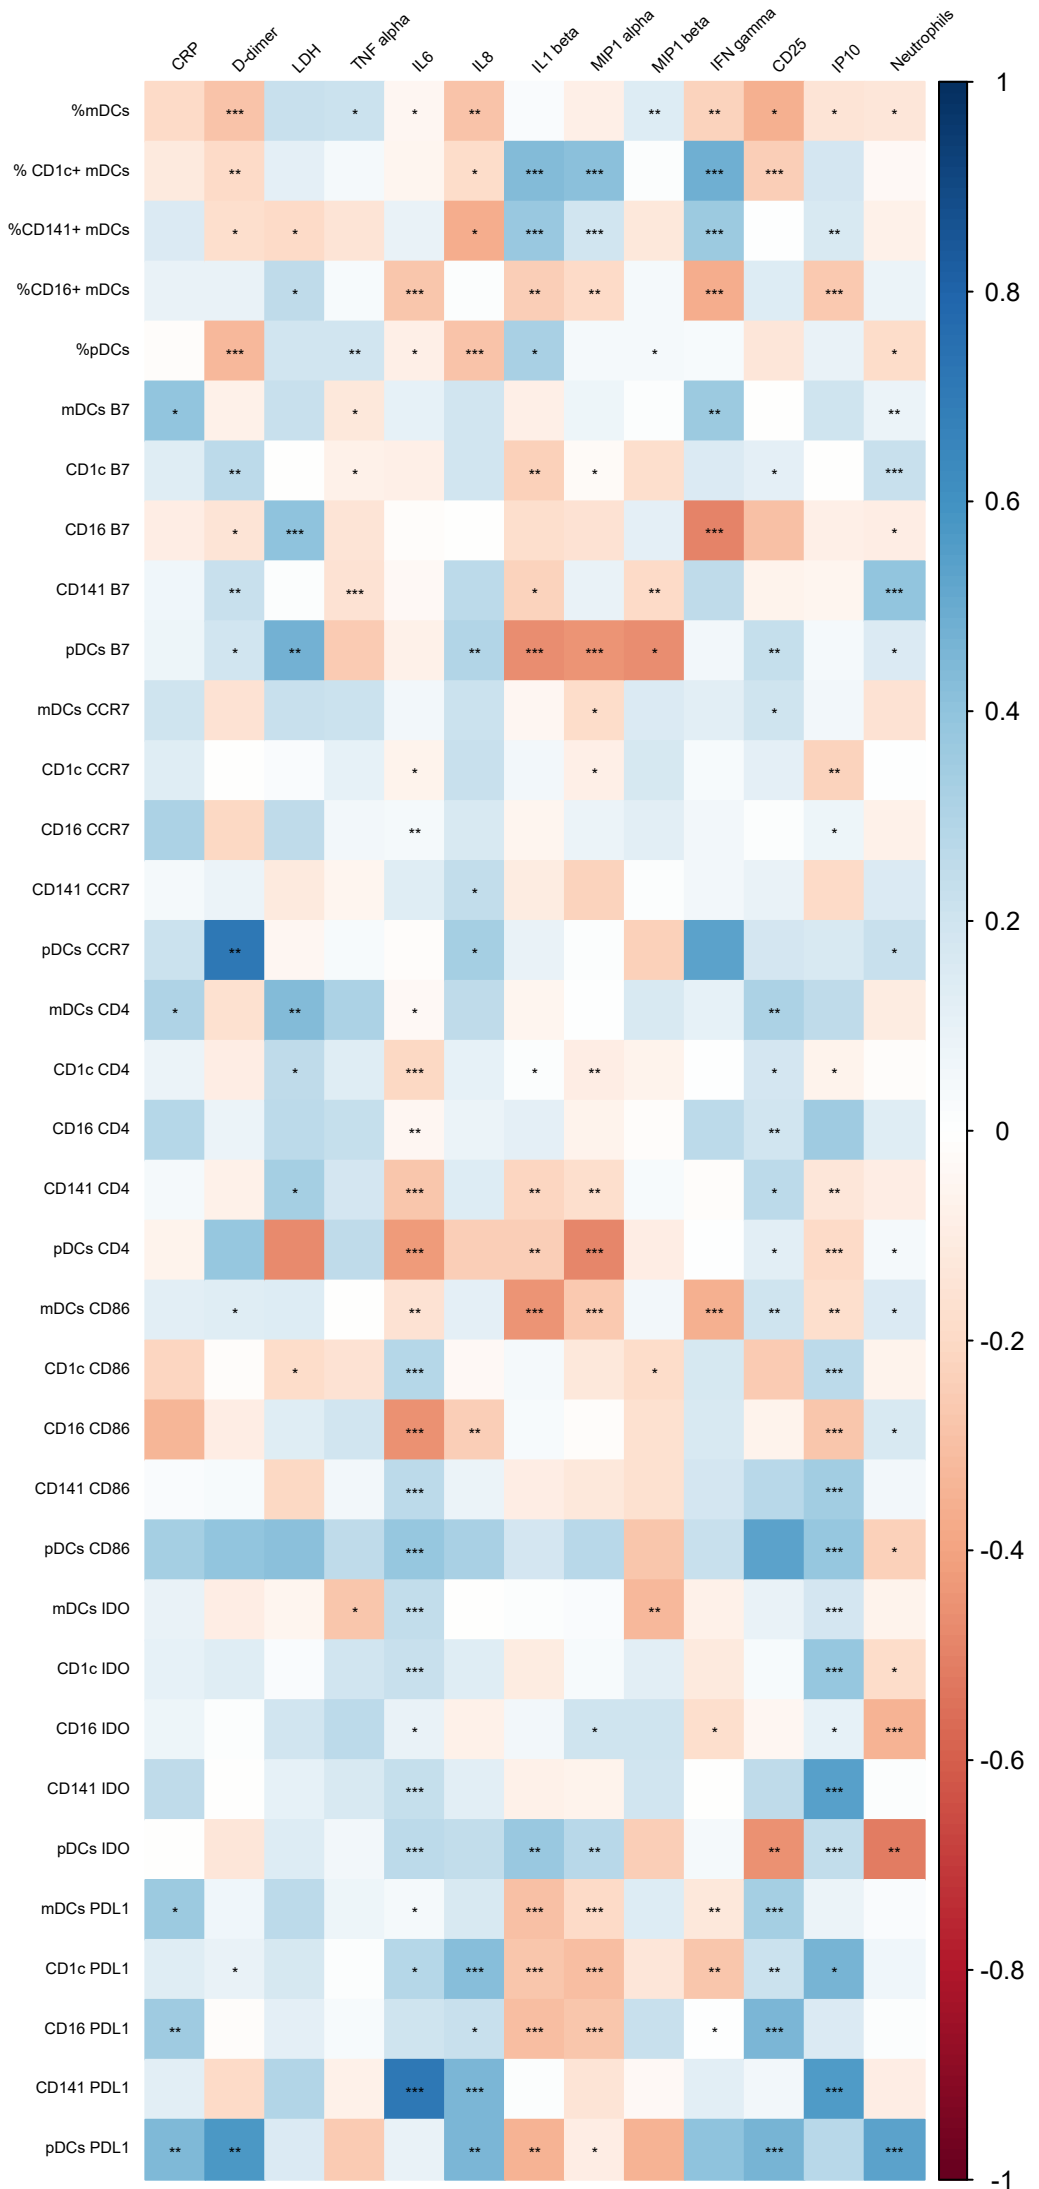 CRP D-dimer LDH TNF alpha IL6 IL8 IL1 beta MIP1 alpha MIP1 beta IFN gamma CD25 IP10 Neutrophils
%mDCs *** * * ** ** ** * * *
% CD1c+ mDCs ** * *** *** *** ***
%CD141+ mDCs * * * *** *** *** **
%CD16+ mDCs * *** ** ** *** ***
%pDCs *** ** * *** * * *
mDCs B7 * * ** **
CD1c B7 ** * ** * * ***
CD16 B7 * *** *** *
CD141 B7 ** *** * ** ***
pDCs B7 * ** ** *** *** * ** *
mDCs CCR7 * *
CD1c CCR7 * * **
CD16 CCR7 ** *
CD141 CCR7 *
pDCs CCR7 ** * *
mDCs CD4 * ** * **
CD1c CD4 * *** * ** * *
CD16 CD4 ** **
CD141 CD4 * *** ** ** * **
pDCs CD4 *** ** *** * *** *
mDCs CD86 * ** *** *** *** ** ** *
CD1c CD86 * *** * ***
CD16 CD86 *** ** *** *
CD141 CD86 *** ***
pDCs CD86 *** *** *
mDCs IDO * *** ** ***
CD1c IDO *** *** *
CD16 IDO * * * * ***
CD141 IDO *** ***
pDCs IDO *** ** ** ** *** **
mDCs PDL1 * * *** *** ** ***
CD1c PDL1 * * *** *** *** ** ** *
CD16 PDL1 ** * *** *** * ***
CD141 PDL1 *** *** ***
pDCs PDL1 ** ** ** ** * *** ***
1
0.8
0.6
0.4
0.2
0
-0.2
-0.4
-0.6
-0.8
-1